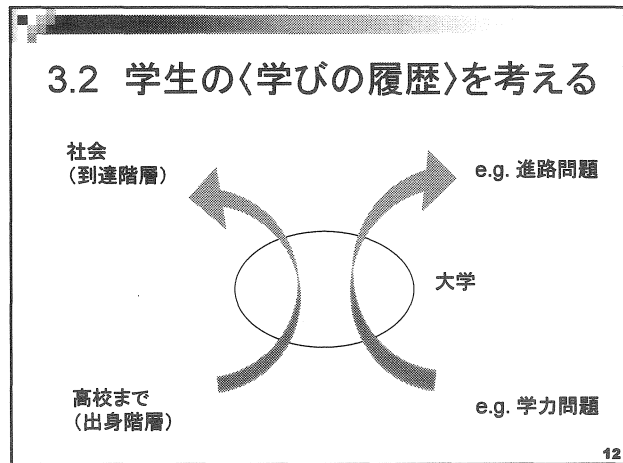 3.2 学生の〈学びの履歴〉を考える
社会
（到達階層）
e.g. 進路問題
大学
高校まで
（出身階層）
e.g. 学力問題
12